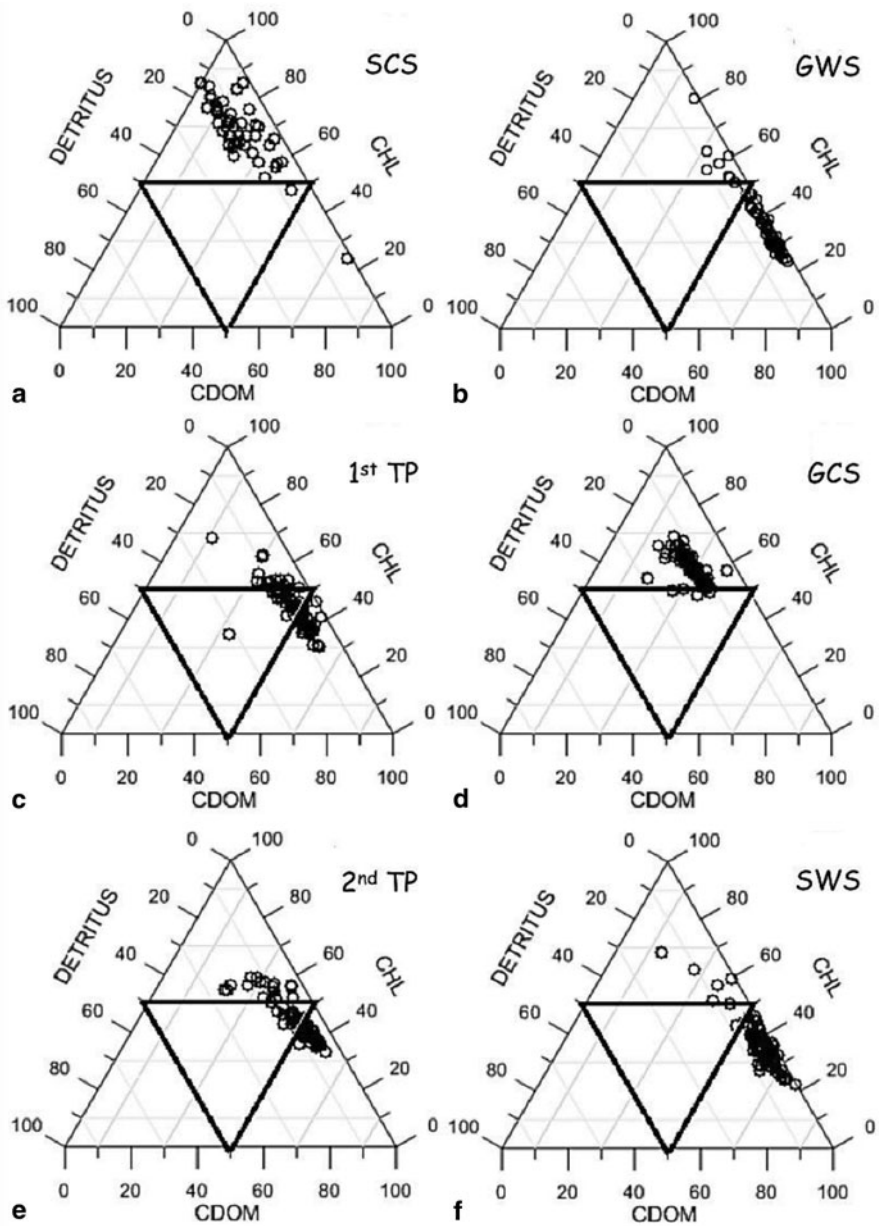 0 100 0 100
SCS GWS
20 80 20 80
DETRITUS DETRITUS
40 60 40 60
CHL CHL
60 40 60 40
80 20 80 20
100 0 100 0
0 20 40 60 80 100 0 20 40 60 80 100
a CDOM b CDOM
0 100 0 100
1st TP GCS
20 80 20 80
DETRITUS DETRITUS
40 60 40 60
CHL CHL
60 40 60 40
80 20 80 20
100 0 100 0
0 20 40 60 80 100 0 20 40 60 80 100
c CDOM d CDOM
0 100 0 100
2nd TP SWS
20 80 20 80
DETRITUS DETRITUS
40 60 40 60
CHL CHL
60 40 60 40
80 20 80 20
100 0 100 0
0 20 40 60 80 100 0 20 40 60 80 100
e CDOM f CDOM